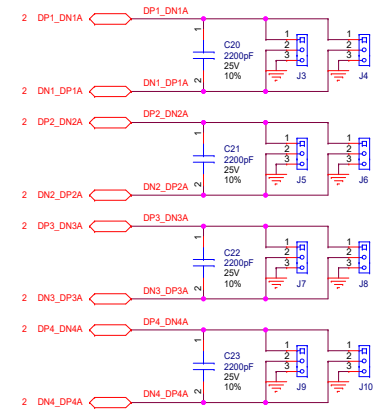 DP1_DN1A
2 DP1_DN1A
1
C20
2200pF
25V
10%
2
1
2
3
J3
1
2
3
J4
DN1_DP1A
2 DN1_DP1A
DP2_DN2A
2 DP2_DN2A
1
C21
2200pF
25V
10%
2
1
2
3
J5
1
2
3
J6
DN2_DP2A
2 DN2_DP2A
DP3_DN3A
2 DP3_DN3A
1
C22
2200pF
25V
10%
2
1
2
3
J7
1
2
3
J8
DN3_DP3A
2 DN3_DP3A
DP4_DN4A
2 DP4_DN4A
1
C23
2200pF
25V
10%
2
1
2
3
J9
1
2
3
J10
DN4_DP4A
2 DN4_DP4A